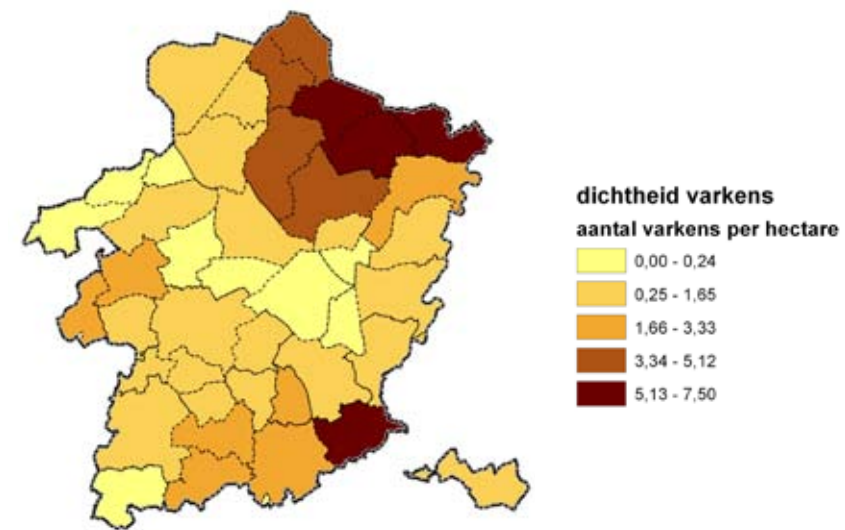 dichtheid varkens
aantal varkens per hectare
0,00 - 0,24
0,25 - 1,65
1,66 - 3,33
3,34 - 5,12
5,13 - 7,50